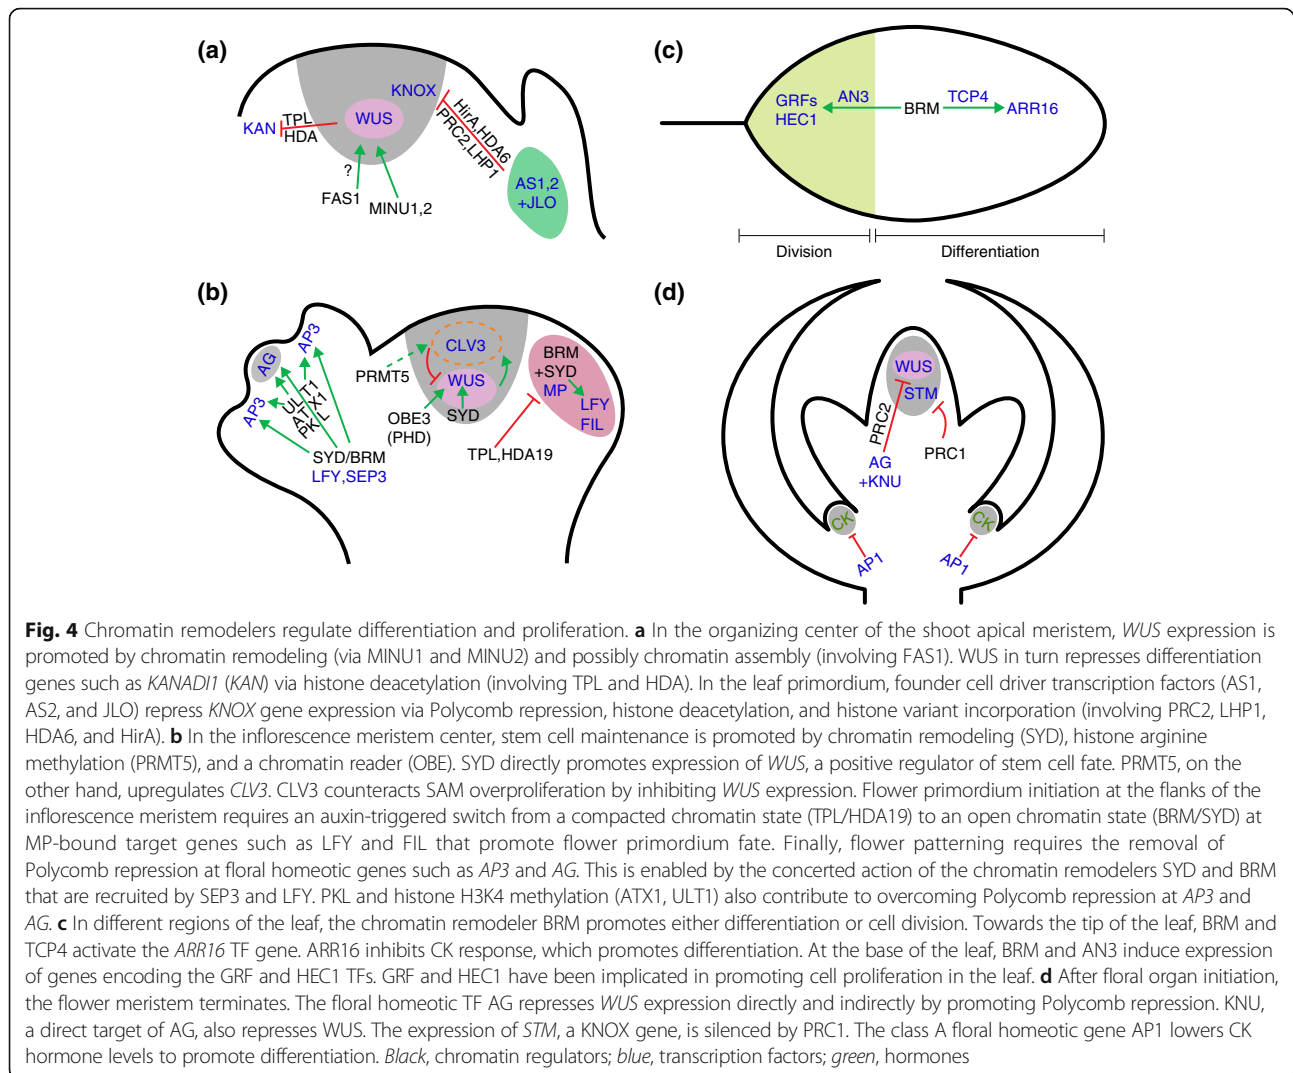 (a)
KNOX
WUS
KAN
TPL
HDA
HirA,HDA6
PRC2,LHP1
?
FAS1
MINU1,2
AS1,2
+JLO
(c)
GRFs
HEC1
AN3
BRM
TCP4
ARR16
Division
Differentiation
(b)
AP3
AG
AP3
ULT1
ATX1
PKL
SYD/BRM
LFY,SEP3
PRMT5
CLV3
WUS
SYD
OBE3
(PHD)
TPL,HDA19
BRM
+SYD
MP
LFY
FIL
(d)
WUS
STM
PRC2
PRC1
AG
+KNU
CK
CK
AP1
AP1
Fig. 4 Chromatin remodelers regulate differentiation and proliferation. a In the organizing center of the shoot apical meristem, WUS expression is
promoted by chromatin remodeling (via MINU1 and MINU2) and possibly chromatin assembly (involving FAS1). WUS in turn represses differentiation
genes such as KANADI1 (KAN) via histone deacetylation (involving TPL and HDA). In the leaf primordium, founder cell driver transcription factors (AS1,
AS2, and JLO) repress KNOX gene expression via Polycomb repression, histone deacetylation, and histone variant incorporation (involving PRC2, LHP1,
HDA6, and HirA). b In the inflorescence meristem center, stem cell maintenance is promoted by chromatin remodeling (SYD), histone arginine
methylation (PRMT5), and a chromatin reader (OBE). SYD directly promotes expression of WUS, a positive regulator of stem cell fate. PRMT5, on the
other hand, upregulates CLV3. CLV3 counteracts SAM overproliferation by inhibiting WUS expression. Flower primordium initiation at the flanks of the
inflorescence meristem requires an auxin-triggered switch from a compacted chromatin state (TPL/HDA19) to an open chromatin state (BRM/SYD) at
MP-bound target genes such as LFY and FIL that promote flower primordium fate. Finally, flower patterning requires the removal of
Polycomb repression at floral homeotic genes such as AP3 and AG. This is enabled by the concerted action of the chromatin remodelers SYD and BRM
that are recruited by SEP3 and LFY. PKL and histone H3K4 methylation (ATX1, ULT1) also contribute to overcoming Polycomb repression at AP3 and
AG. c In different regions of the leaf, the chromatin remodeler BRM promotes either differentiation or cell division. Towards the tip of the leaf, BRM and
TCP4 activate the ARR16 TF gene. ARR16 inhibits CK response, which promotes differentiation. At the base of the leaf, BRM and AN3 induce expression
of genes encoding the GRF and HEC1 TFs. GRF and HEC1 have been implicated in promoting cell proliferation in the leaf. d After floral organ initiation,
the flower meristem terminates. The floral homeotic TF AG represses WUS expression directly and indirectly by promoting Polycomb repression. KNU,
a direct target of AG, also represses WUS. The expression of STM, a KNOX gene, is silenced by PRC1. The class A floral homeotic gene AP1 lowers CK
hormone levels to promote differentiation. Black, chromatin regulators; blue, transcription factors; green, hormones